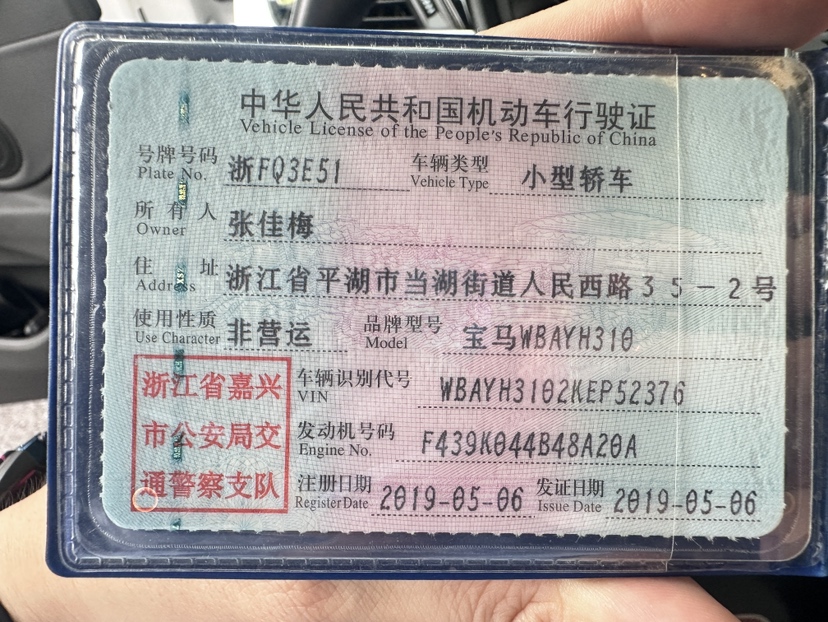 中华人民共和国机动车行驶证
Vehicle License of the People's Republic of China
号牌号码 浙FQ3E51 车辆类型 小型轿车
Plate No. Vehicle Type
所有人 张佳梅
Owner
住址 浙江省平湖市当湖街道人民西路35-2号
Address
使用性质 非营运 品牌型号 宝马WBAYH310
Use Character Model
浙江省嘉兴
市公安局交
通警察支队
车辆识别代号 WBAYH3102KEP52376
VIN
发动机号码 F439K044B48A20A
Engine No.
注册日期 2019-05-06 发证日期 2019-05-06
Register Date Issue Date